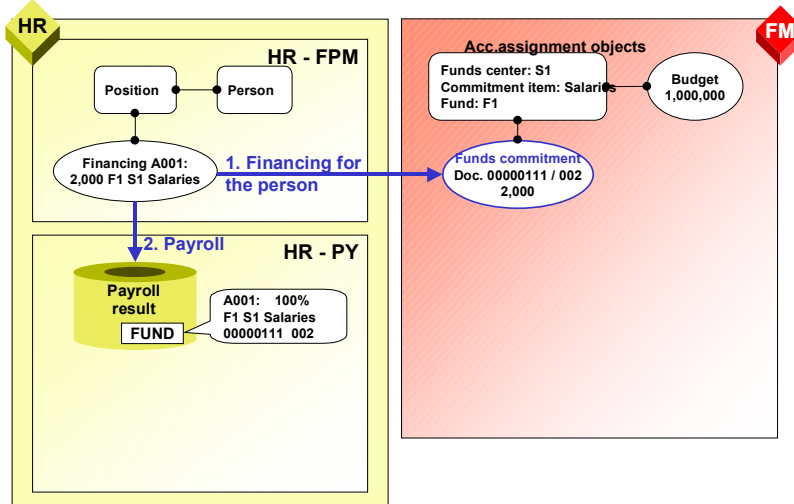 HR
HR - FPM
Position
Person
Financing A001:
2,000 F1 S1 Salaries
1. Financing for
the person
2. Payroll
HR - PY
Payroll
result
FUND
A001: 100%
F1 S1 Salaries
00000111 002
FM
Acc.assignment objects
Funds center: S1
Commitment item: Salaries
Fund: F1
Budget
1,000,000
Funds commitment
Doc. 00000111 / 002
2,000